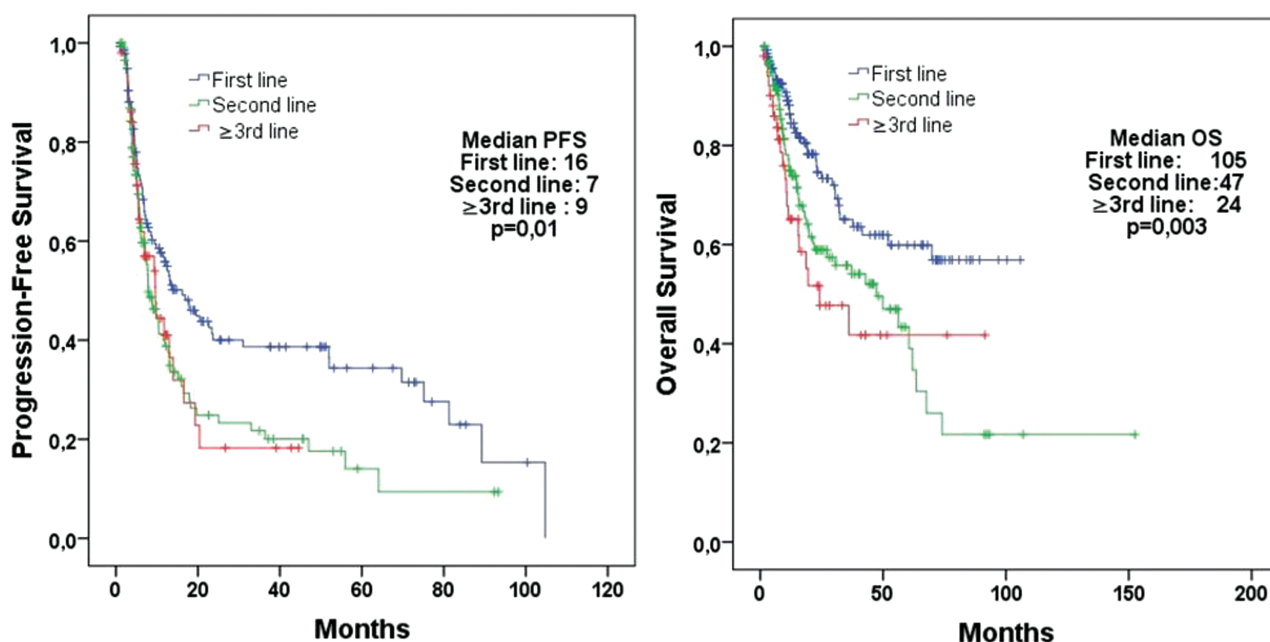 Progression-Free Survival
1,0
0,8
0,6
0,4
0,2
0,0
First line
Second line
≥3rd line
Median PFS
First line: 16
Second line: 7
≥3rd line : 9
p=0,01
0 20 40 60 80 100 120
Months
Overall Survival
1,0
0,8
0,6
0,4
0,2
0,0
First line
Second line
≥3rd line
Median OS
First line: 105
Second line:47
≥3rd line: 24
p=0,003
0 50 100 150 200
Months